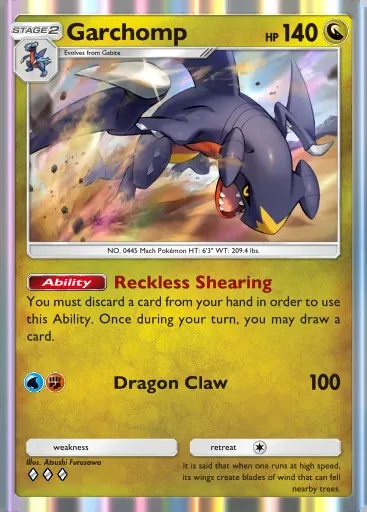 STAGE 2
Garchomp
HP 140
Evolves from Gabite
NO. 0445 Mach Pokémon HT: 6'3" WT: 209.4 lbs.
Ability Reckless Shearing
You must discard a card from your hand in order to use
this Ability. Once during your turn, you may draw a
card.
Dragon Claw 100
weakness
retreat
Illus. Atsushi Furusawa
It is said that when one runs at high speed,
its wings create blades of wind that can fell
nearby trees.